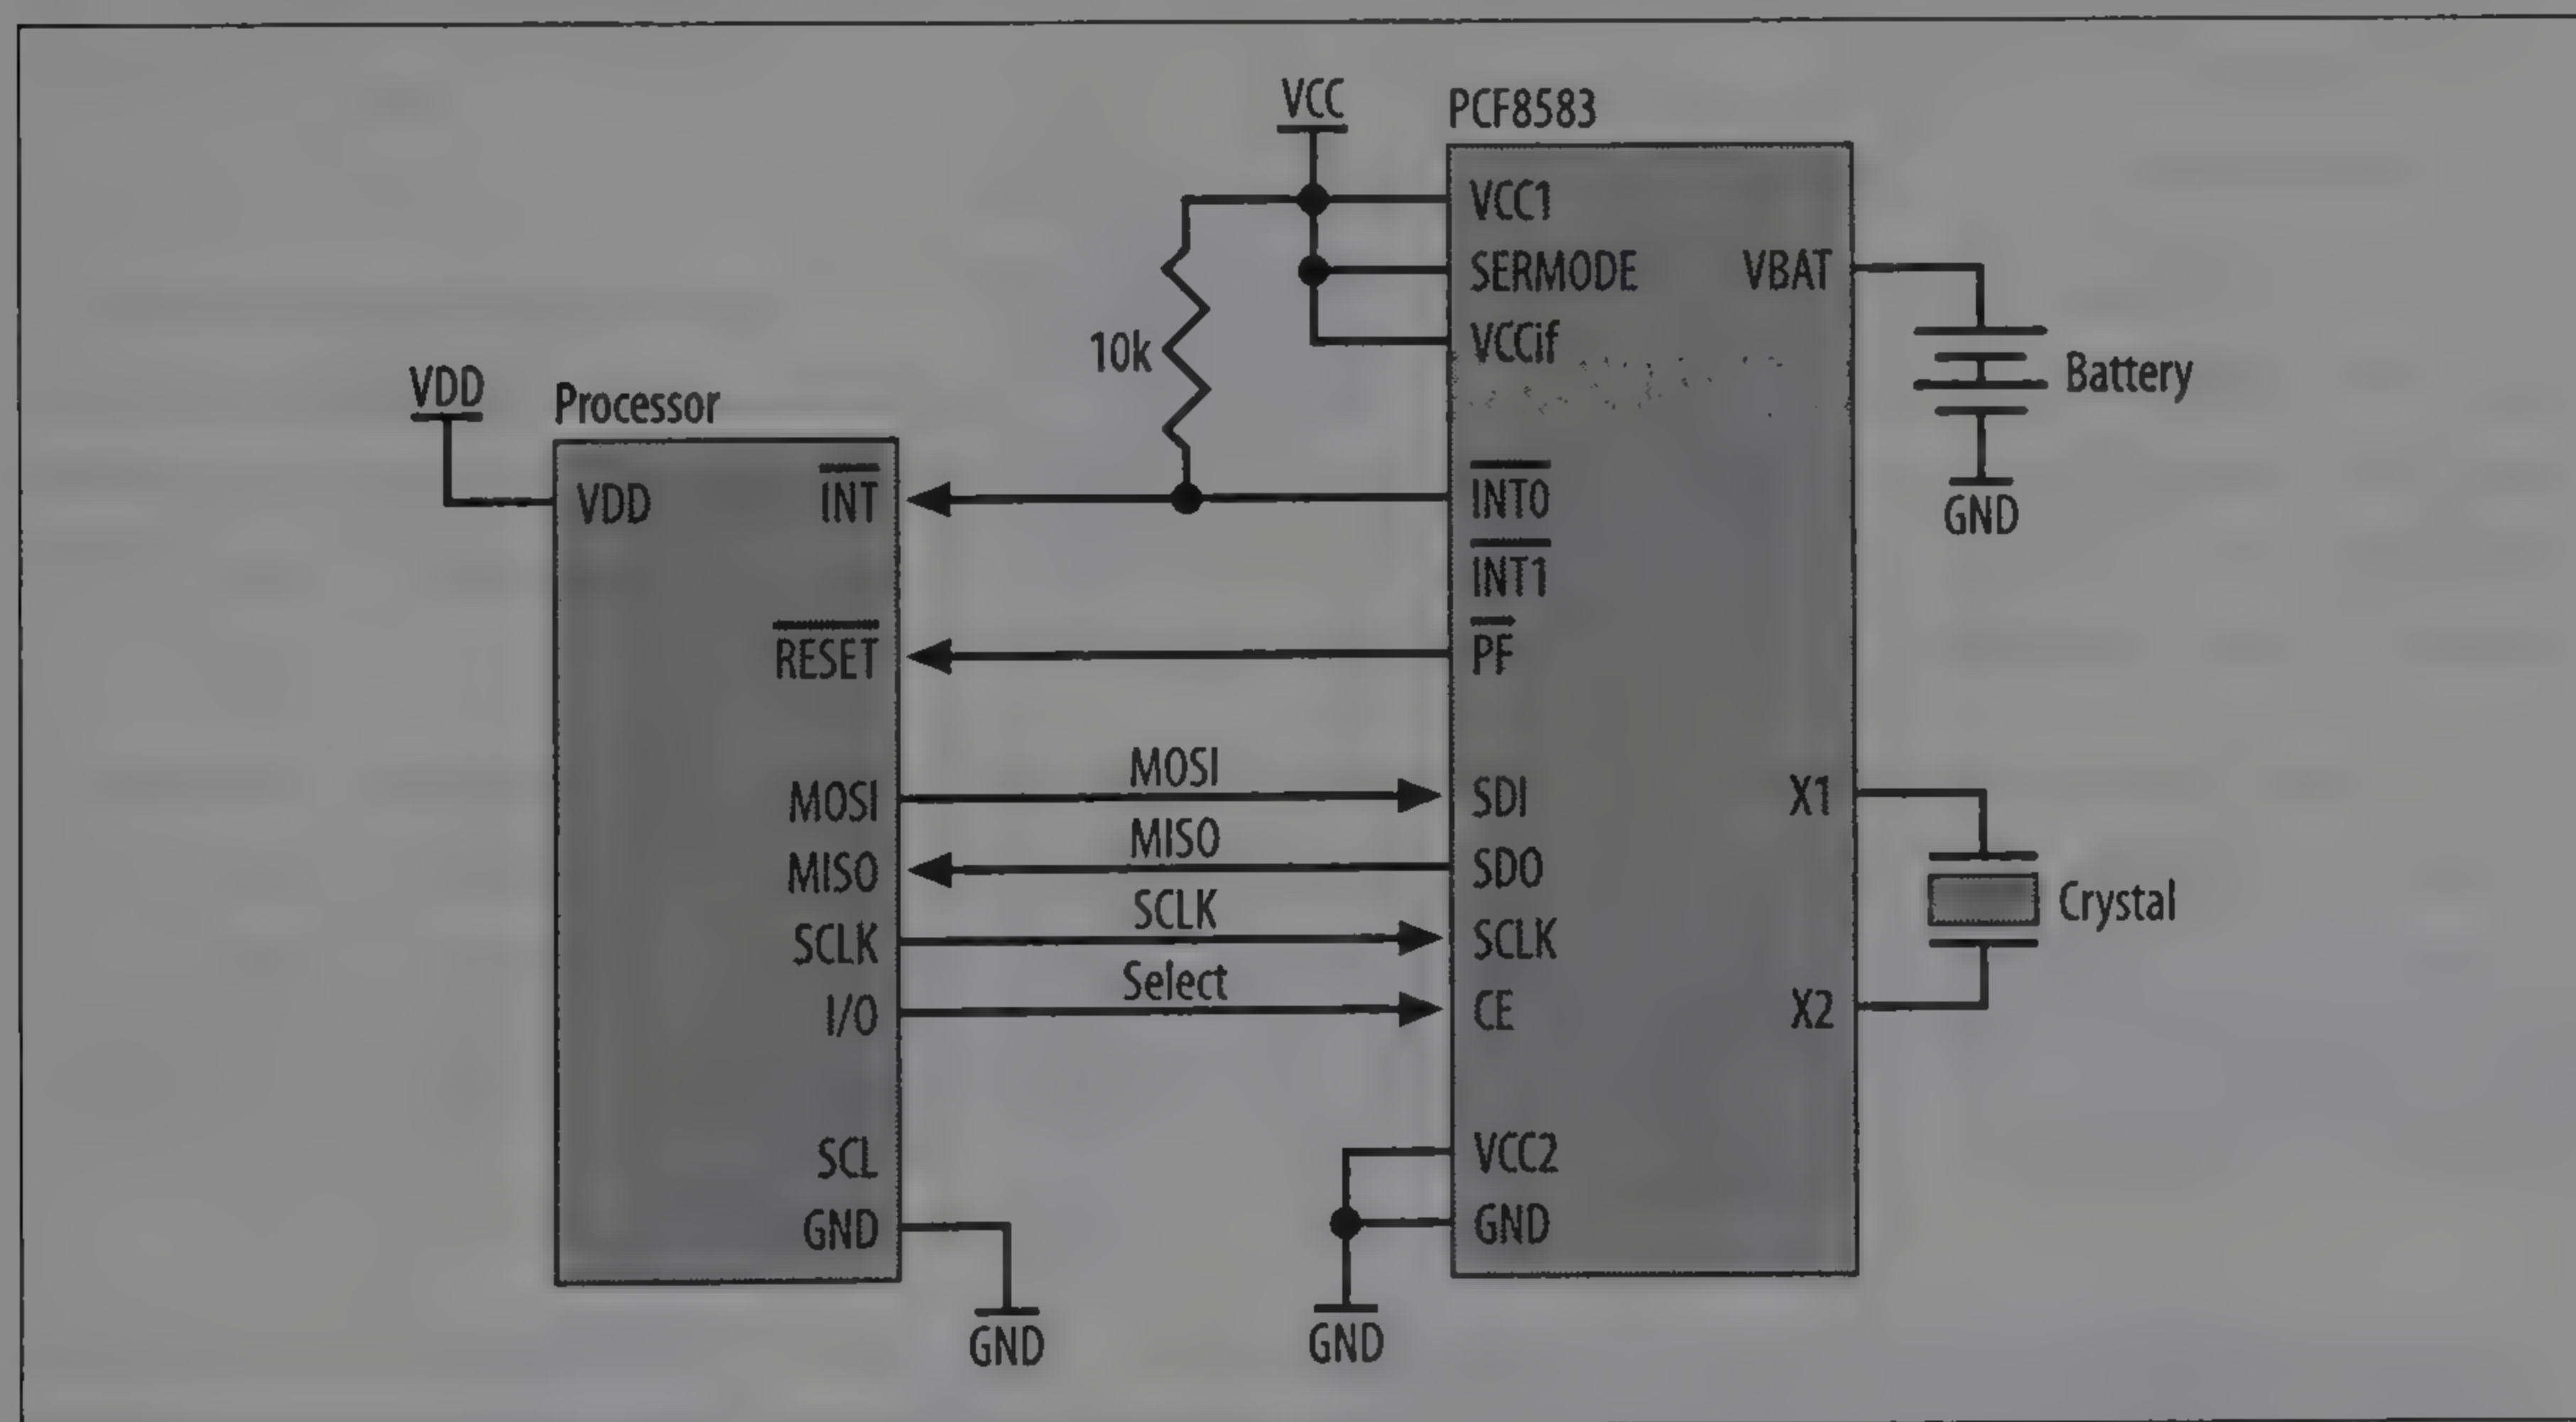 VCC
PCF8583
VCC1
SERMODE
VBAT
VCCif
10k
Battery
VDD
Processor
VDD
INT
INT0
GND
INT1
RESET
PF
MOSI
MOSI
SDI
X1
MISO
MISO
SDO
SCLK
SCLK
SCLK
Crystal
Select
I/O
CE
X2
SCL
VCC2
GND
GND
GND
GND